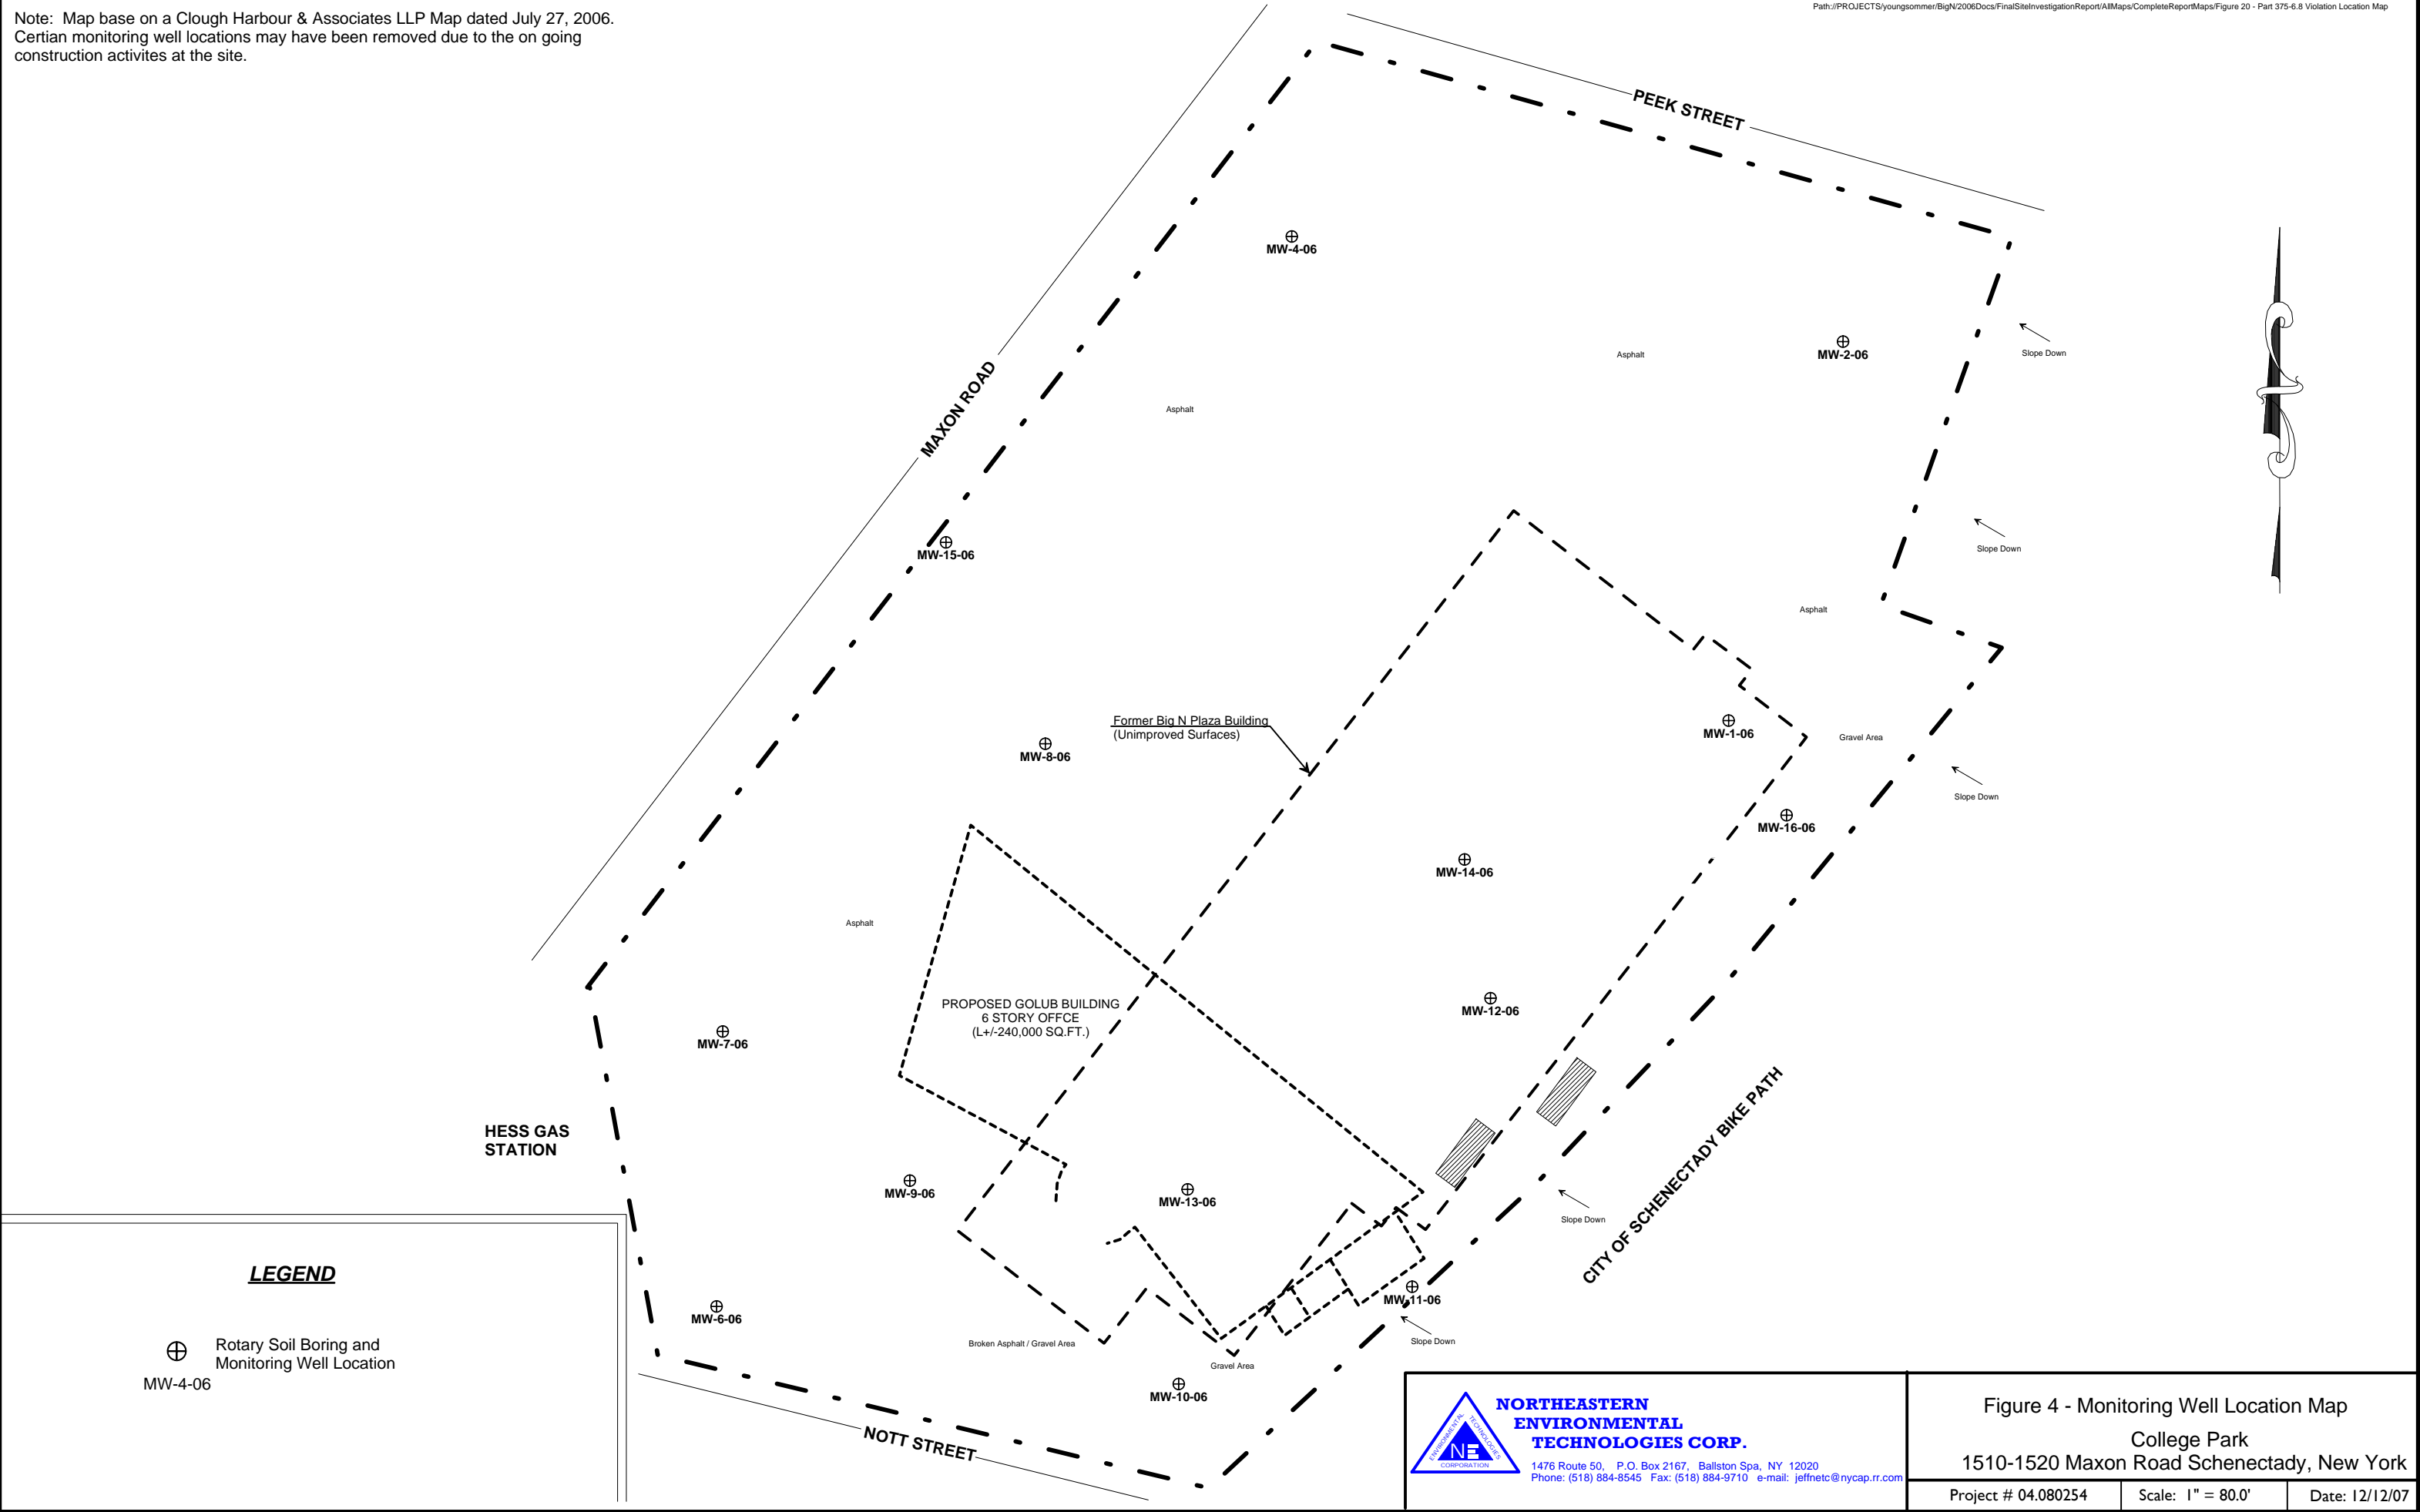 Note: Map base on a Clough Harbour & Associates LLP Map dated July 27, 2006.
Certian monitoring well locations may have been removed due to the on going
construction activites at the site.
Path://PROJECTS/youngsommer/BigN/2006Docs/FinalSiteInvestigationReport/AllMaps/CompleteReportMaps/Figure 20 - Part 375-6.8 Violation Location Map
PEEK STREET
MW-4-06
MW-2-06
Slope Down
Asphalt
MAXON ROAD
Asphalt
MW-15-06
Slope Down
Asphalt
Former Big N Plaza Building
(Unimproved Surfaces)
MW-1-06
Gravel Area
MW-8-06
Slope Down
MW-16-06
MW-14-06
Asphalt
PROPOSED GOLUB BUILDING
6 STORY OFFCE
(L+/-240,000 SQ.FT.)
MW-12-06
MW-7-06
HESS GAS
STATION
CITY OF SCHENECTADY BIKE PATH
MW-9-06
MW-13-06
Slope Down
MW-11-06
MW-6-06
Broken Asphalt / Gravel Area
Slope Down
Gravel Area
MW-10-06
NOTT STREET
LEGEND
Rotary Soil Boring and
Monitoring Well Location
MW-4-06
ENVIRONMENTAL
TECHNOLOGIES
NE
CORPORATION
NORTHEASTERN
ENVIRONMENTAL
TECHNOLOGIES CORP.
1476 Route 50, P.O. Box 2167, Ballston Spa, NY 12020
Phone: (518) 884-8545 Fax: (518) 884-9710 e-mail: jeffnetc@nycap.rr.com
Figure 4 - Monitoring Well Location Map
College Park
1510-1520 Maxon Road Schenectady, New York
Project # 04.080254
Scale: 1" = 80.0'
Date: 12/12/07